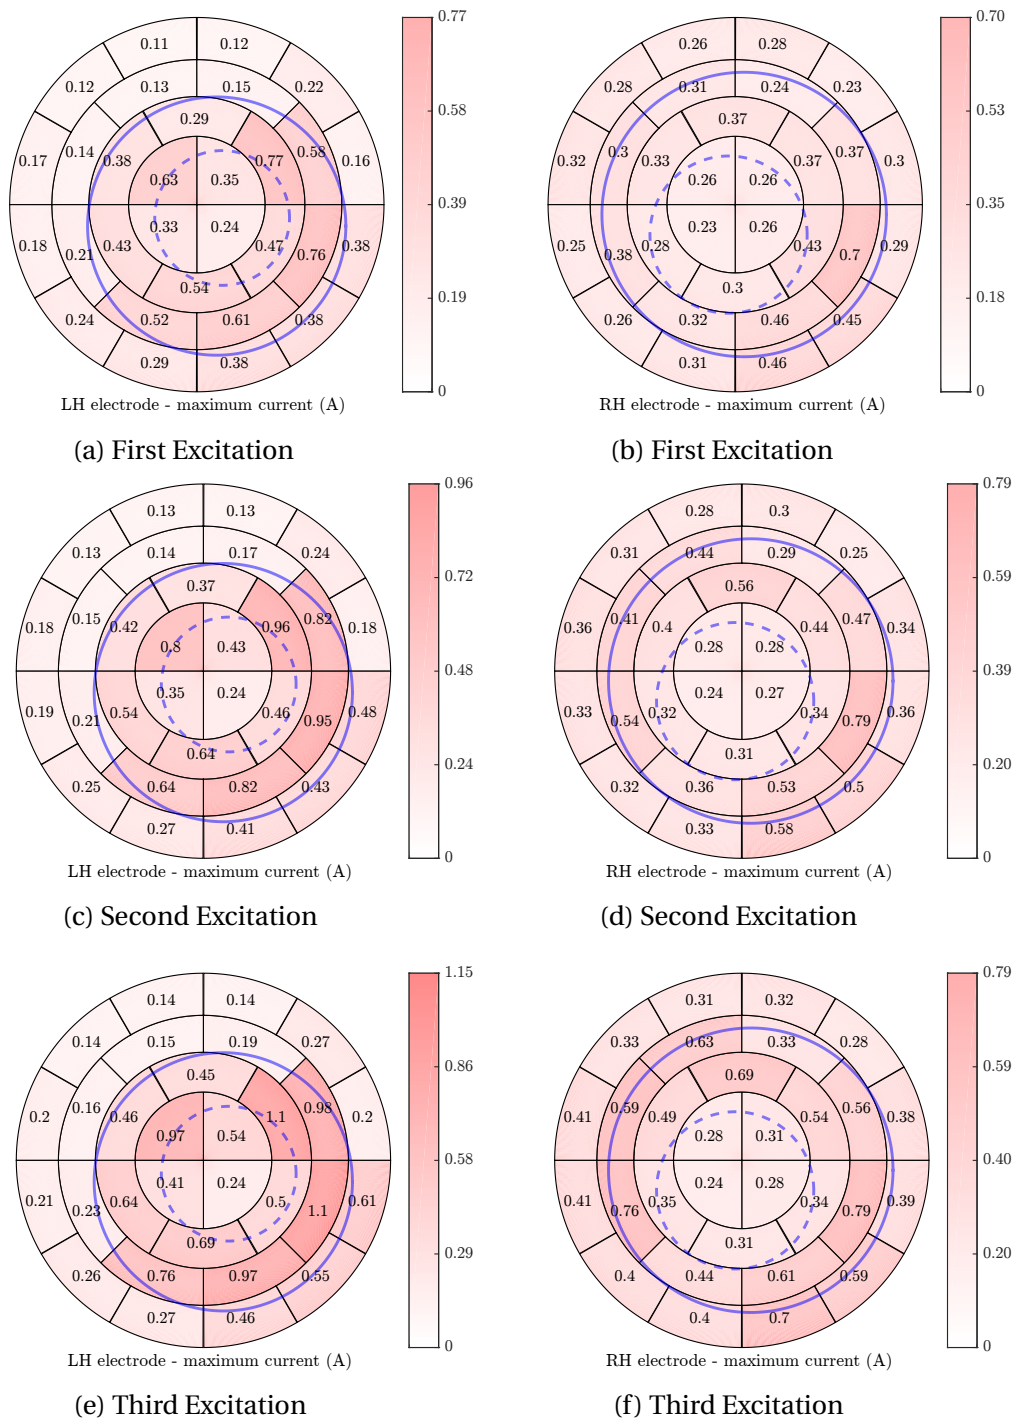 0.11 0.12
0.12 0.13 0.15 0.22
0.17 0.14 0.38 0.29 0.77 0.58 0.16
0.63 0.35
0.33 0.24
0.18 0.21 0.43 0.47 0.76 0.38
0.54
0.24 0.52 0.61 0.38
0.29 0.38
0.77
0.58
0.39
0.19
0
LH electrode - maximum current (A)
(a) First Excitation
0.26 0.28
0.28 0.31 0.24 0.23
0.32 0.3 0.33 0.37 0.37 0.37 0.3
0.26 0.26
0.23 0.26
0.25 0.38 0.28 0.43 0.7 0.29
0.3
0.26 0.32 0.46 0.45
0.31 0.46
0.70
0.53
0.35
0.18
0
RH electrode - maximum current (A)
(b) First Excitation
0.13 0.13
0.13 0.14 0.17 0.24
0.18 0.15 0.42 0.37 0.96 0.82 0.18
0.8 0.43
0.35 0.24
0.19 0.21 0.54 0.46 0.95 0.48
0.64
0.25 0.64 0.82 0.43
0.27 0.41
0.96
0.72
0.48
0.24
0
LH electrode - maximum current (A)
(c) Second Excitation
0.28 0.3
0.31 0.44 0.29 0.25
0.36 0.41 0.4 0.56 0.44 0.47 0.34
0.28 0.28
0.24 0.27
0.33 0.54 0.32 0.34 0.79 0.36
0.31
0.32 0.36 0.53 0.5
0.33 0.58
0.79
0.59
0.39
0.20
0
RH electrode - maximum current (A)
(d) Second Excitation
0.14 0.14
0.14 0.15 0.19 0.27
0.2 0.16 0.46 0.45 1.1 0.98 0.2
0.97 0.54
0.41 0.24
0.21 0.23 0.64 0.5 1.1 0.61
0.69
0.26 0.76 0.97 0.55
0.27 0.46
1.15
0.86
0.58
0.29
0
LH electrode - maximum current (A)
(e) Third Excitation
0.31 0.32
0.33 0.63 0.33 0.28
0.41 0.59 0.49 0.69 0.54 0.56 0.38
0.28 0.31
0.24 0.28
0.41 0.76 0.35 0.34 0.79 0.39
0.31
0.4 0.44 0.61 0.59
0.4 0.7
0.79
0.59
0.40
0.20
0
RH electrode - maximum current (A)
(f) Third Excitation